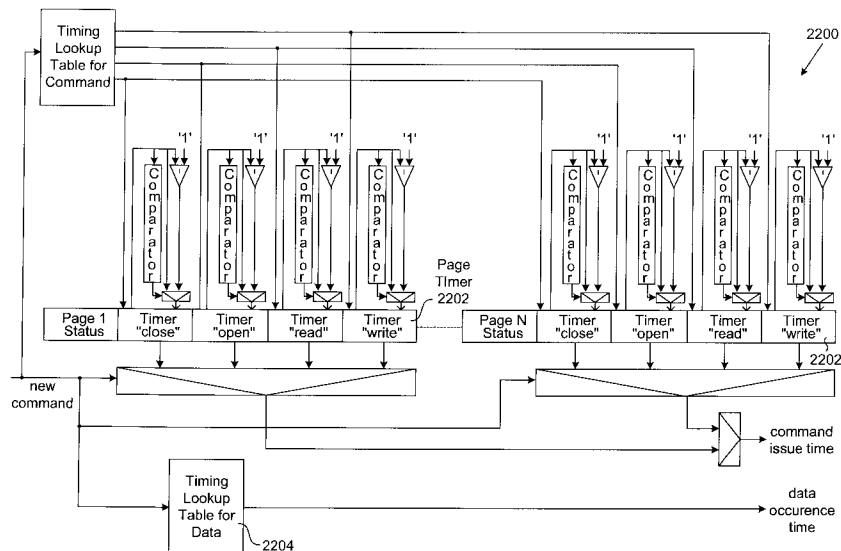 Timing
Lookup
Table for
Command
2200
'1' '1' '1' '1' '1' '1' '1' '1'
Comparator Comparator Comparator Comparator Comparator Comparator Comparator Comparator
Page
TImer
2202
Page 1
Status
Timer
"close"
Timer
"open"
Timer
"read"
Timer
"write"
Page N
Status
Timer
"close"
Timer
"open"
Timer
"read"
Timer
"write"
2202
new
command
command
issue time
Timing
Lookup
Table for
Data
2204
data
occurence
time